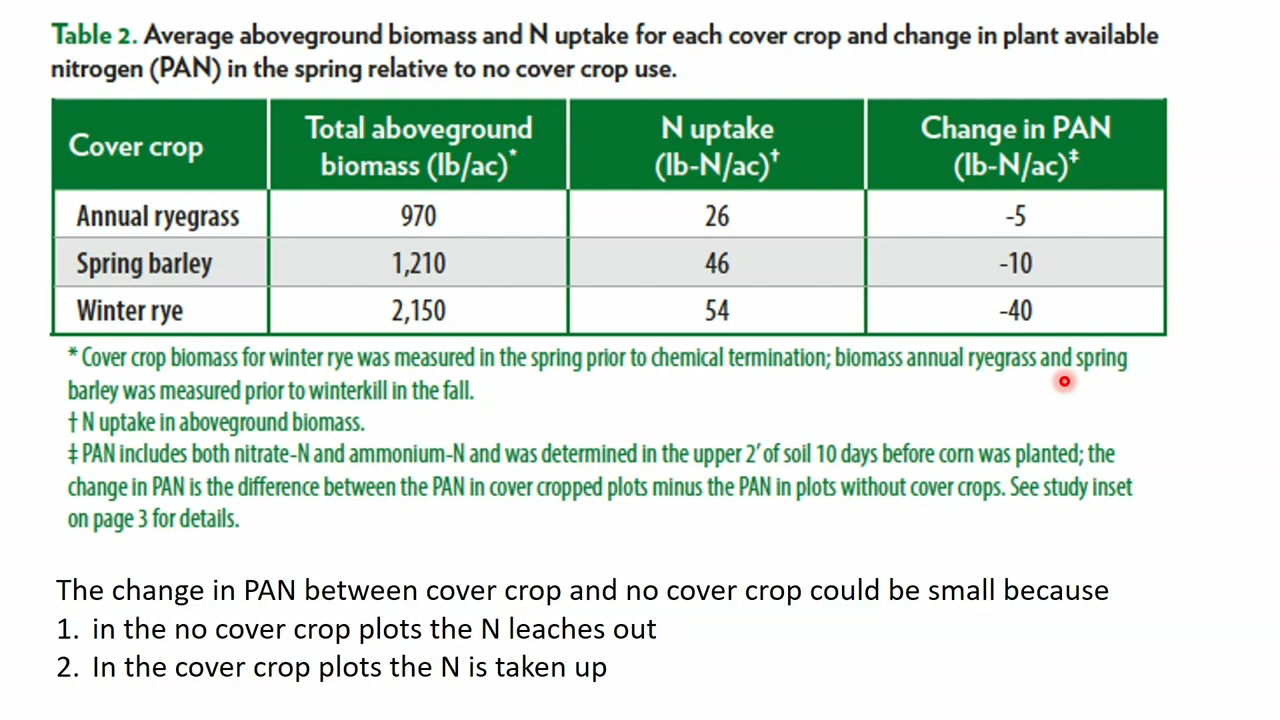 Table 2. Average aboveground biomass and N uptake for each cover crop and change in plant available
nitrogen (PAN) in the spring relative to no cover crop use.
Cover crop
Total aboveground
biomass (lb/ac)*
N uptake
(lb-N/ac)†
Change in PAN
(lb-N/ac)‡
Annual ryegrass 970 26 -5
Spring barley 1,210 46 -10
Winter rye 2,150 54 -40
* Cover crop biomass for winter rye was measured in the spring prior to chemical termination; biomass annual ryegrass and spring
barley was measured prior to winterkill in the fall.
† N uptake in aboveground biomass.
‡ PAN includes both nitrate-N and ammonium-N and was determined in the upper 2' of soil 10 days before corn was planted; the
change in PAN is the difference between the PAN in cover cropped plots minus the PAN in plots without cover crops. See study inset
on page 3 for details.
The change in PAN between cover crop and no cover crop could be small because
1. in the no cover crop plots the N leaches out
2. In the cover crop plots the N is taken up